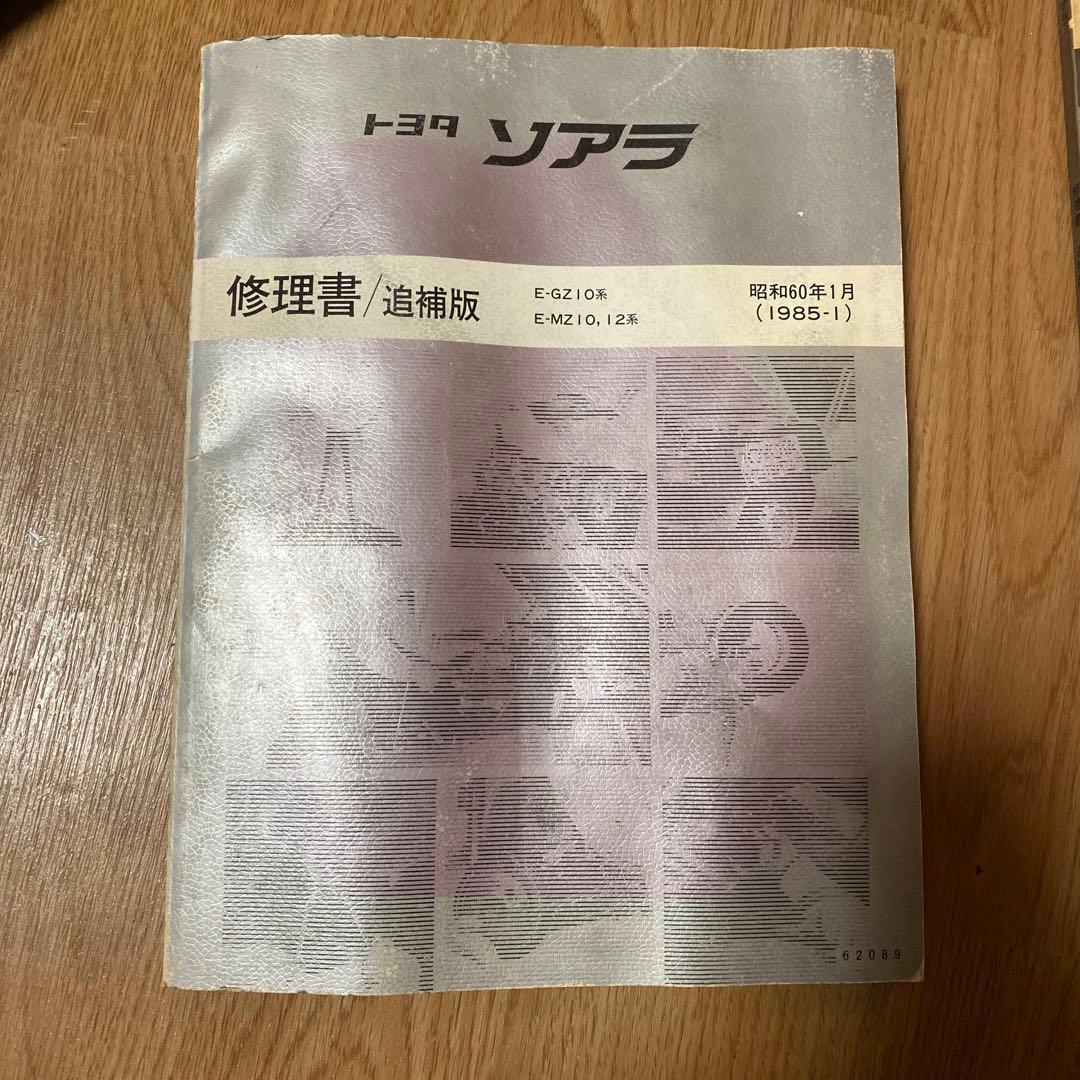 トヨタ ソアラ
修理書/追補版
E-GZ10系
E-MZ10,12系
昭和60年1月
(1985-1)
62089